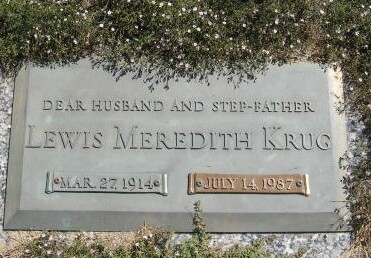 DEAR HUSBAND AND STEP-FATHER
LEWIS MEREDITH KRUG
MAR. 27, 1914 JULY 14, 1987